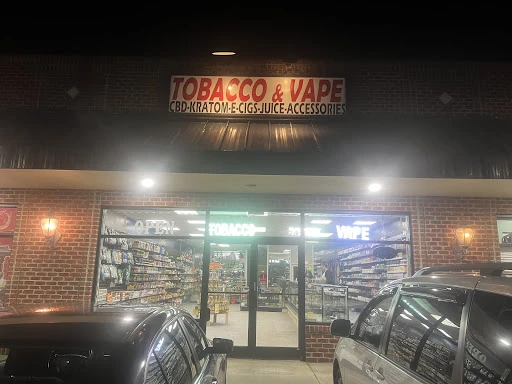 TOBACCO & VAPE
CBD-KRATOM-E-CIGS-JUICE-ACCESSORIES
TOBACCO
VAPE